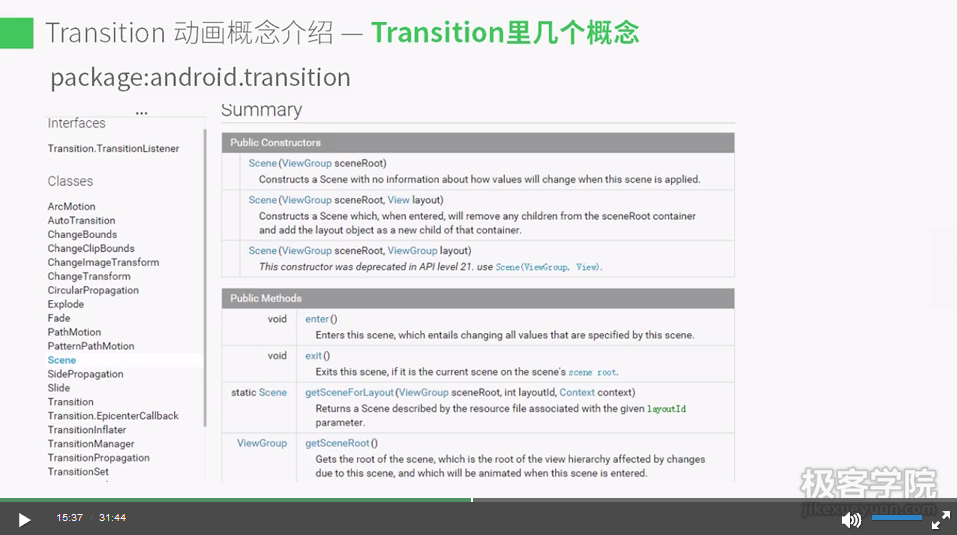 Transition 动画概念介绍 — Transition里几个概念
package:android.transition
...
Interfaces
Transition.TransitionListener
Classes
ArcMotion
AutoTransition
ChangeBounds
ChangeClipBounds
ChangeImageTransform
ChangeTransform
CircularPropagation
Explode
Fade
PathMotion
PatternPathMotion
Scene
SidePropagation
Slide
Transition
Transition.EpicenterCallback
TransitionInflater
TransitionManager
TransitionPropagation
TransitionSet
Summary
Public Constructors
Scene(ViewGroup sceneRoot)
Constructs a Scene with no information about how values will change when this scene is applied.
Scene(ViewGroup sceneRoot, View layout)
Constructs a Scene which, when entered, will remove any children from the sceneRoot container
and add the layout object as a new child of that container.
Scene(ViewGroup sceneRoot, ViewGroup layout)
This constructor was deprecated in API level 21. use Scene(ViewGroup, View).
Public Methods
void enter()
Enters this scene, which entails changing all values that are specified by this scene.
void exit()
Exits this scene, if it is the current scene on the scene's scene root.
static Scene getSceneForLayout(ViewGroup sceneRoot, int layoutId, Context context)
Returns a Scene described by the resource file associated with the given layoutId
parameter.
ViewGroup getSceneRoot()
Gets the root of the scene, which is the root of the view hierarchy affected by changes
due to this scene, and which will be animated when this scene is entered.
极客学院
jikexueyuan.com
15:37 / 31:44